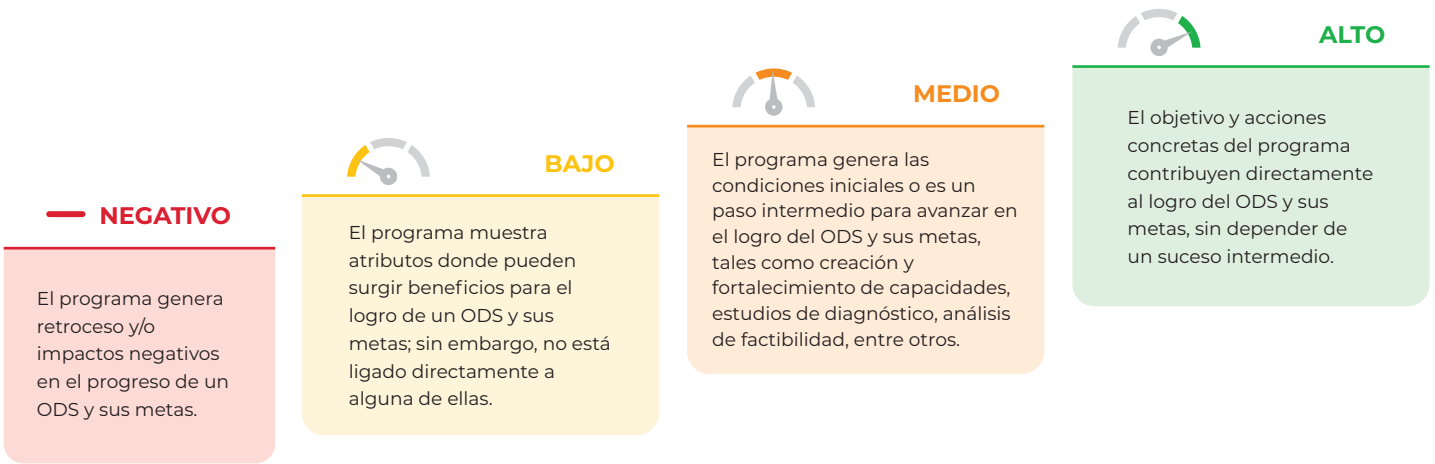 NEGATIVO
El programa genera
retroceso y/o
impactos negativos
en el progreso de un
ODS y sus metas.
BAJO
El programa muestra
atributos donde pueden
surgir beneficios para el
logro de un ODS y sus
metas; sin embargo, no está
ligado directamente a
alguna de ellas.
MEDIO
El programa genera las
condiciones iniciales o es un
paso intermedio para avanzar en
el logro del ODS y sus metas,
tales como creación y
fortalecimiento de capacidades,
estudios de diagnóstico, análisis
de factibilidad, entre otros.
ALTO
El objetivo y acciones
concretas del programa
contribuyen directamente
al logro del ODS y sus
metas, sin depender de
un suceso intermedio.